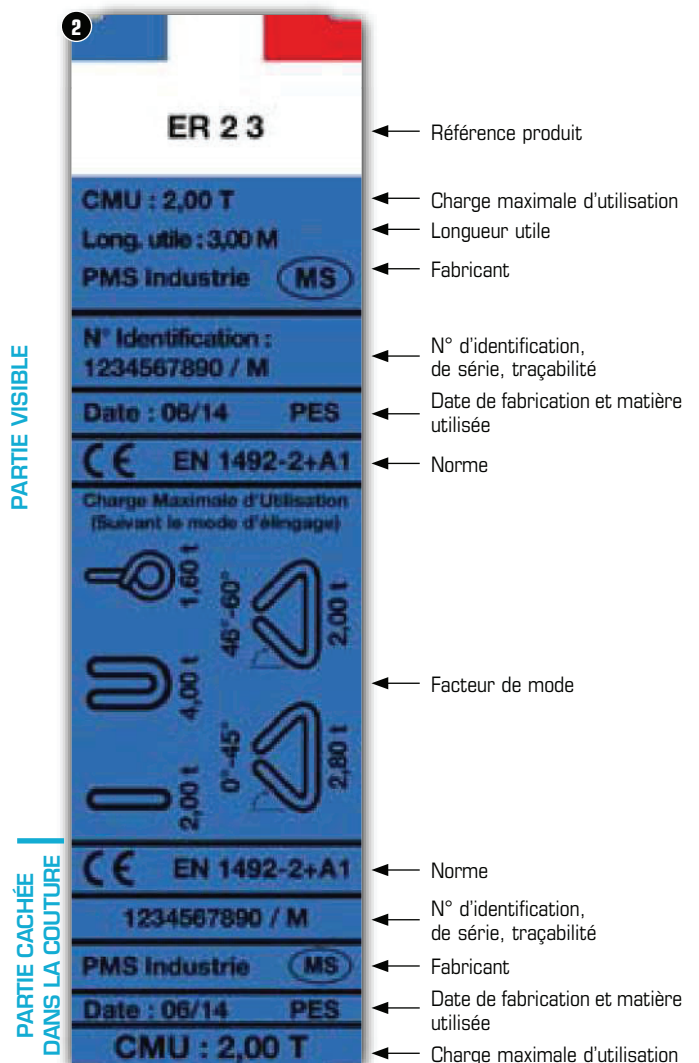 2
ER 2 3
Référence produit
CMU : 2,00 T
Charge maximale d'utilisation
Long. utile : 3,00 M
Longueur utile
PMS Industrie MS
Fabricant
N° Identification :
1234567890 / M
N° d'identification,
de série, traçabilité
Date : 06/14 PES
Date de fabrication et matière
utilisée
CE EN 1492-2+A1
Norme
Charge Maximale d'Utilisation
(Suivant le mode d'élingage)
1,60 t
46°-60°
2,00 t
4,00 t
Facteur de mode
0°-45°
2,80 t
2,00 t
PARTIE VISIBLE
CE EN 1492-2+A1
Norme
1234567890 / M
N° d'identification,
de série, traçabilité
PMS Industrie MS
Fabricant
Date : 06/14 PES
Date de fabrication et matière
utilisée
CMU : 2,00 T
Charge maximale d'utilisation
PARTIE CACHÉE
DANS LA COUTURE